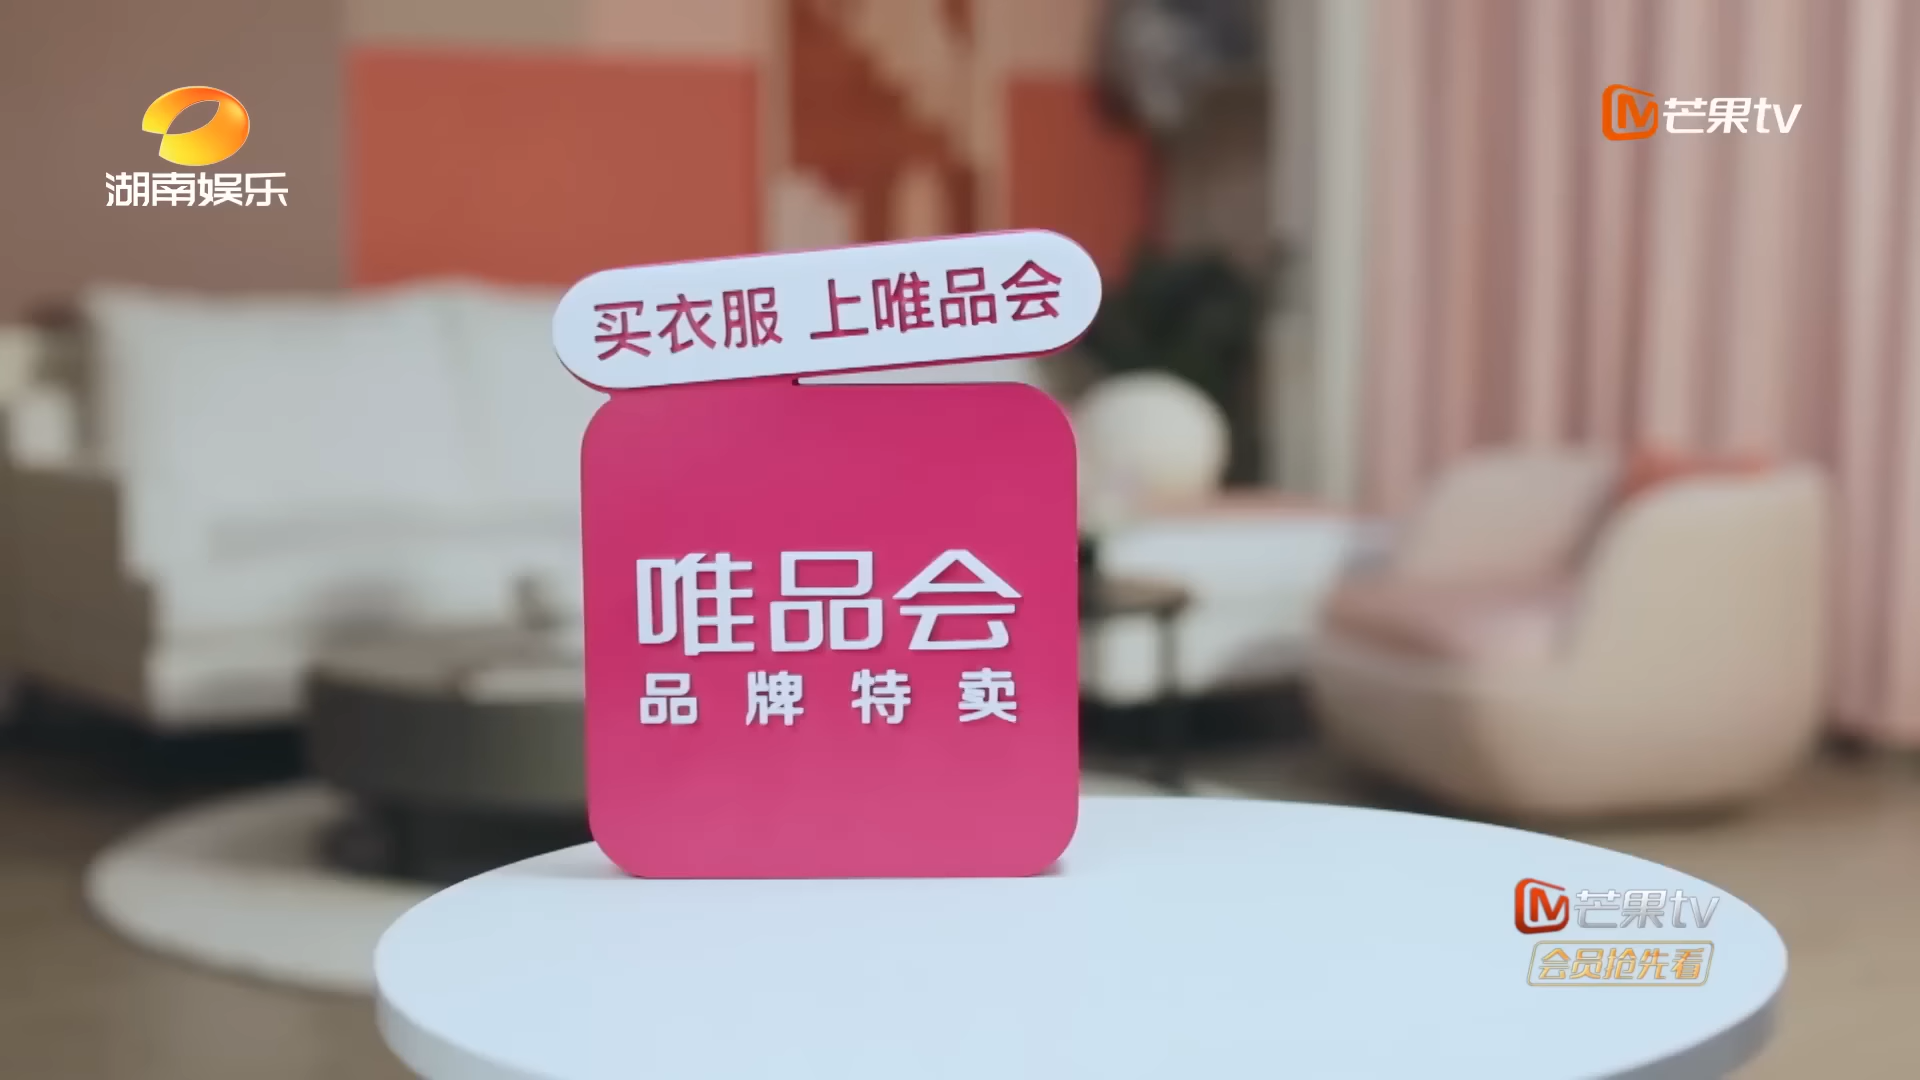 湖南娱乐
芒果tv
买衣服 上唯品会
唯品会
品牌特卖
芒果tv
会员抢先看